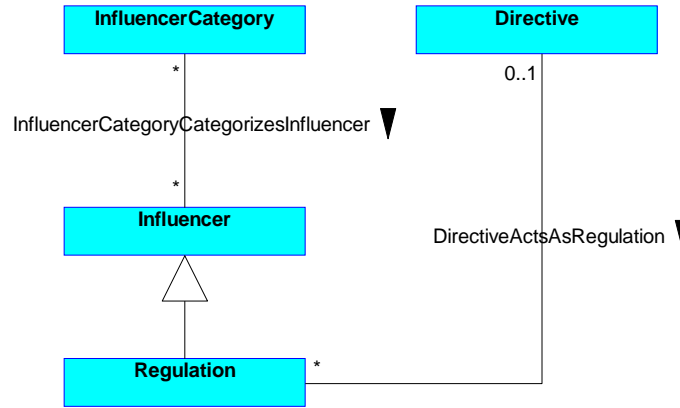 InfluencerCategory
Directive
*
0..1
InfluencerCategoryCategorizesInfluencer
*
Influencer
DirectiveActsAsRegulation
Regulation
*